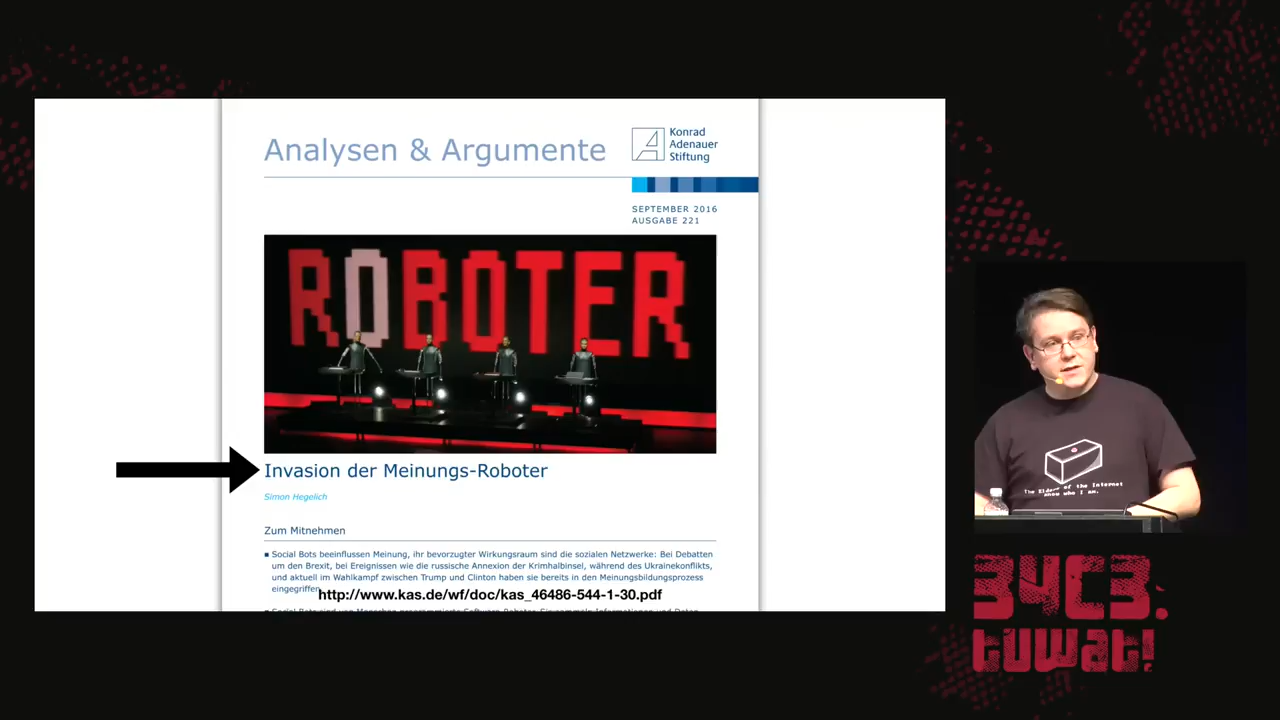 Analysen & Argumente
Konrad
Adenauer
Stiftung
SEPTEMBER 2016
AUSGABE 221
ROBOTER
Invasion der Meinungs-Roboter
Simon Hegelich
Zum Mitnehmen
■ Social Bots beeinflussen Meinung, ihr bevorzugter Wirkungsraum sind die sozialen Netzwerke: Bei Debatten
um den Brexit, bei Ereignissen wie die russische Annexion der Krimhalbinsel, während des Ukrainekonflikts,
und aktuell im Wahlkampf zwischen Trump und Clinton haben sie bereits in den Meinungsbildungsprozess
eingegriffen
http://www.kas.de/wf/doc/kas_46486-544-1-30.pdf
The Elders of the Internet
know who I am.
34C3.
tuwat!